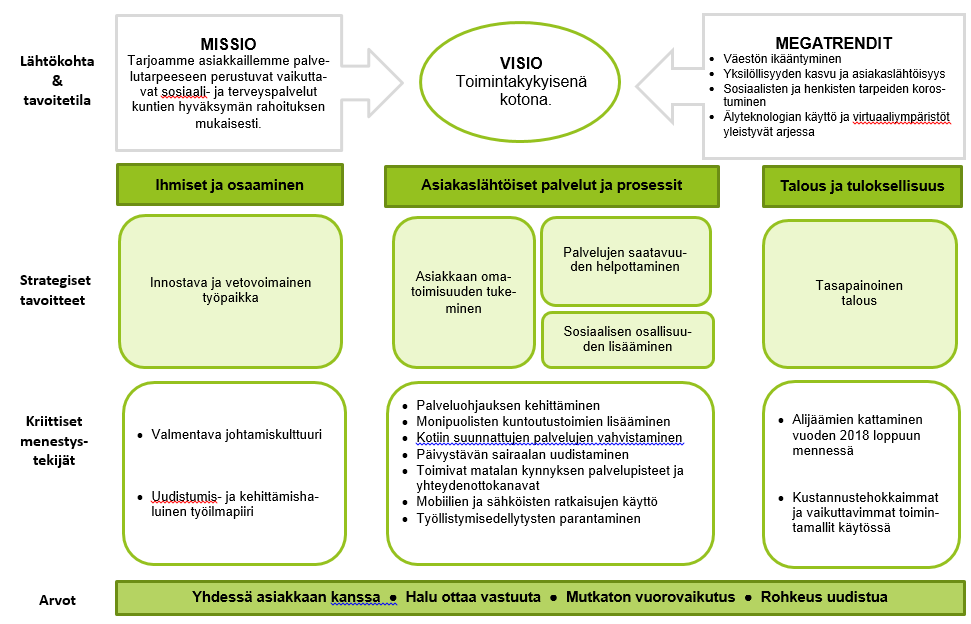 Lähtökohta
&
tavoitetila
MISSIO
Tarjoamme asiakkaillemme palve-
lutarpeeseen perustuvat vaikutta-
vat sosiaali- ja terveyspalvelut
kuntien hyväksymän rahoituksen
mukaisesti.
VISIO
Toimintakykyisenä
kotona.
MEGATRENDIT
• Väestön ikääntyminen
• Yksilöllisyyden kasvu ja asiakaslähtöisyys
• Sosiaalisten ja henkisten tarpeiden koros-
tuminen
• Älyteknologian käyttö ja virtuaaliympäristöt
yleistyvät arjessa
Ihmiset ja osaaminen
Asiakaslähtöiset palvelut ja prosessit
Talous ja tuloksellisuus
Strategiset
tavoitteet
Innostava ja vetovoimainen
työpaikka
Asiakkaan oma-
toimisuuden tuke-
minen
Palvelujen saatavuu-
den helpottaminen
Sosiaalisen osallisuu-
den lisääminen
Tasapainoinen
talous
Kriittiset
menestys-
tekijät
• Valmentava johtamiskulttuuri
• Uudistumis- ja kehittämisha-
luinen työilmapiiri
• Palveluohjauksen kehittäminen
• Monipuolisten kuntoutustoimien lisääminen
• Kotiin suunnattujen palvelujen vahvistaminen
• Päivystävän sairaalan uudistaminen
• Toimivat matalan kynnyksen palvelupisteet ja
yhteydenottokanavat
• Mobiilien ja sähköisten ratkaisujen käyttö
• Työllistymisedellytysten parantaminen
• Alijäämien kattaminen
vuoden 2018 loppuun
mennessä
• Kustannustehokkaimmat
ja vaikuttavimmat toimin-
tamallit käytössä
Arvot
Yhdessä asiakkaan kanssa ● Halu ottaa vastuuta ● Mutkaton vuorovaikutus ● Rohkeus uudistua